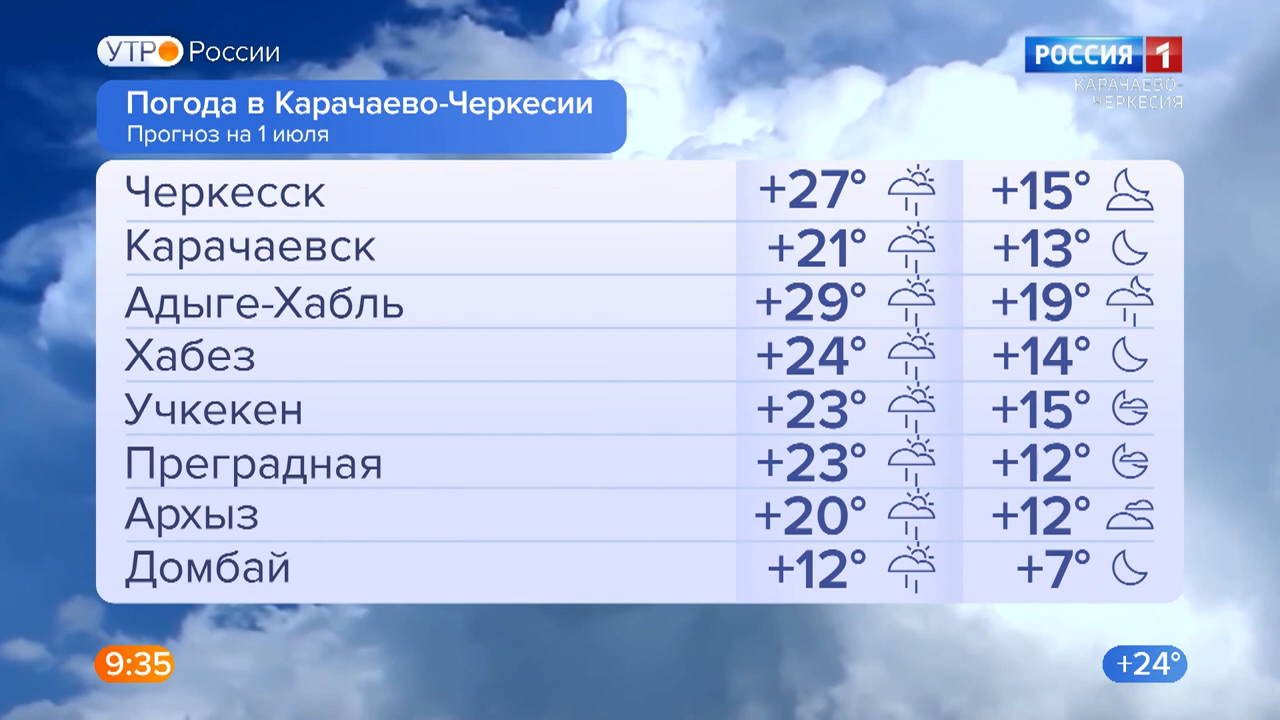 УТРО России
РОССИЯ 1
КАРАЧАЕВО-
ЧЕРКЕСИЯ
Погода в Карачаево-Черкесии
Прогноз на 1 июля
Черкесск +27° +15°
Карачаевск +21° +13°
Адыге-Хабль +29° +19°
Хабез +24° +14°
Учкекен +23° +15°
Преградная +23° +12°
Архыз +20° +12°
Домбай +12° +7°
9:35 +24°